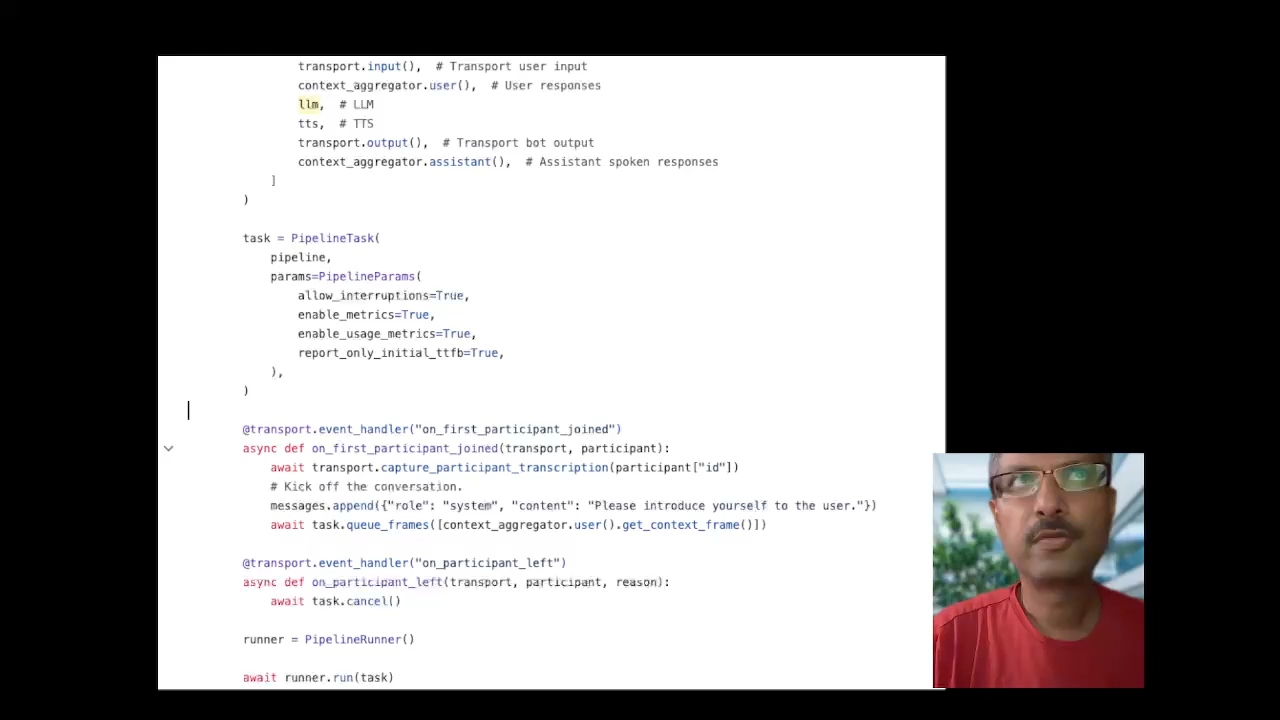 transport.input(),  # Transport user input
context_aggregator.user(),  # User responses
llm,  # LLM
tts,  # TTS
transport.output(),  # Transport bot output
context_aggregator.assistant(),  # Assistant spoken responses
]
)
task = PipelineTask(
pipeline,
params=PipelineParams(
allow_interruptions=True,
enable_metrics=True,
enable_usage_metrics=True,
report_only_initial_ttfb=True,
),
)
@transport.event_handler("on_first_participant_joined")
async def on_first_participant_joined(transport, participant):
await transport.capture_participant_transcription(participant["id"])
# Kick off the conversation.
messages.append({"role": "system", "content": "Please introduce yourself to the user."})
await task.queue_frames([context_aggregator.user().get_context_frame()])
@transport.event_handler("on_participant_left")
async def on_participant_left(transport, participant, reason):
await task.cancel()
runner = PipelineRunner()
await runner.run(task)